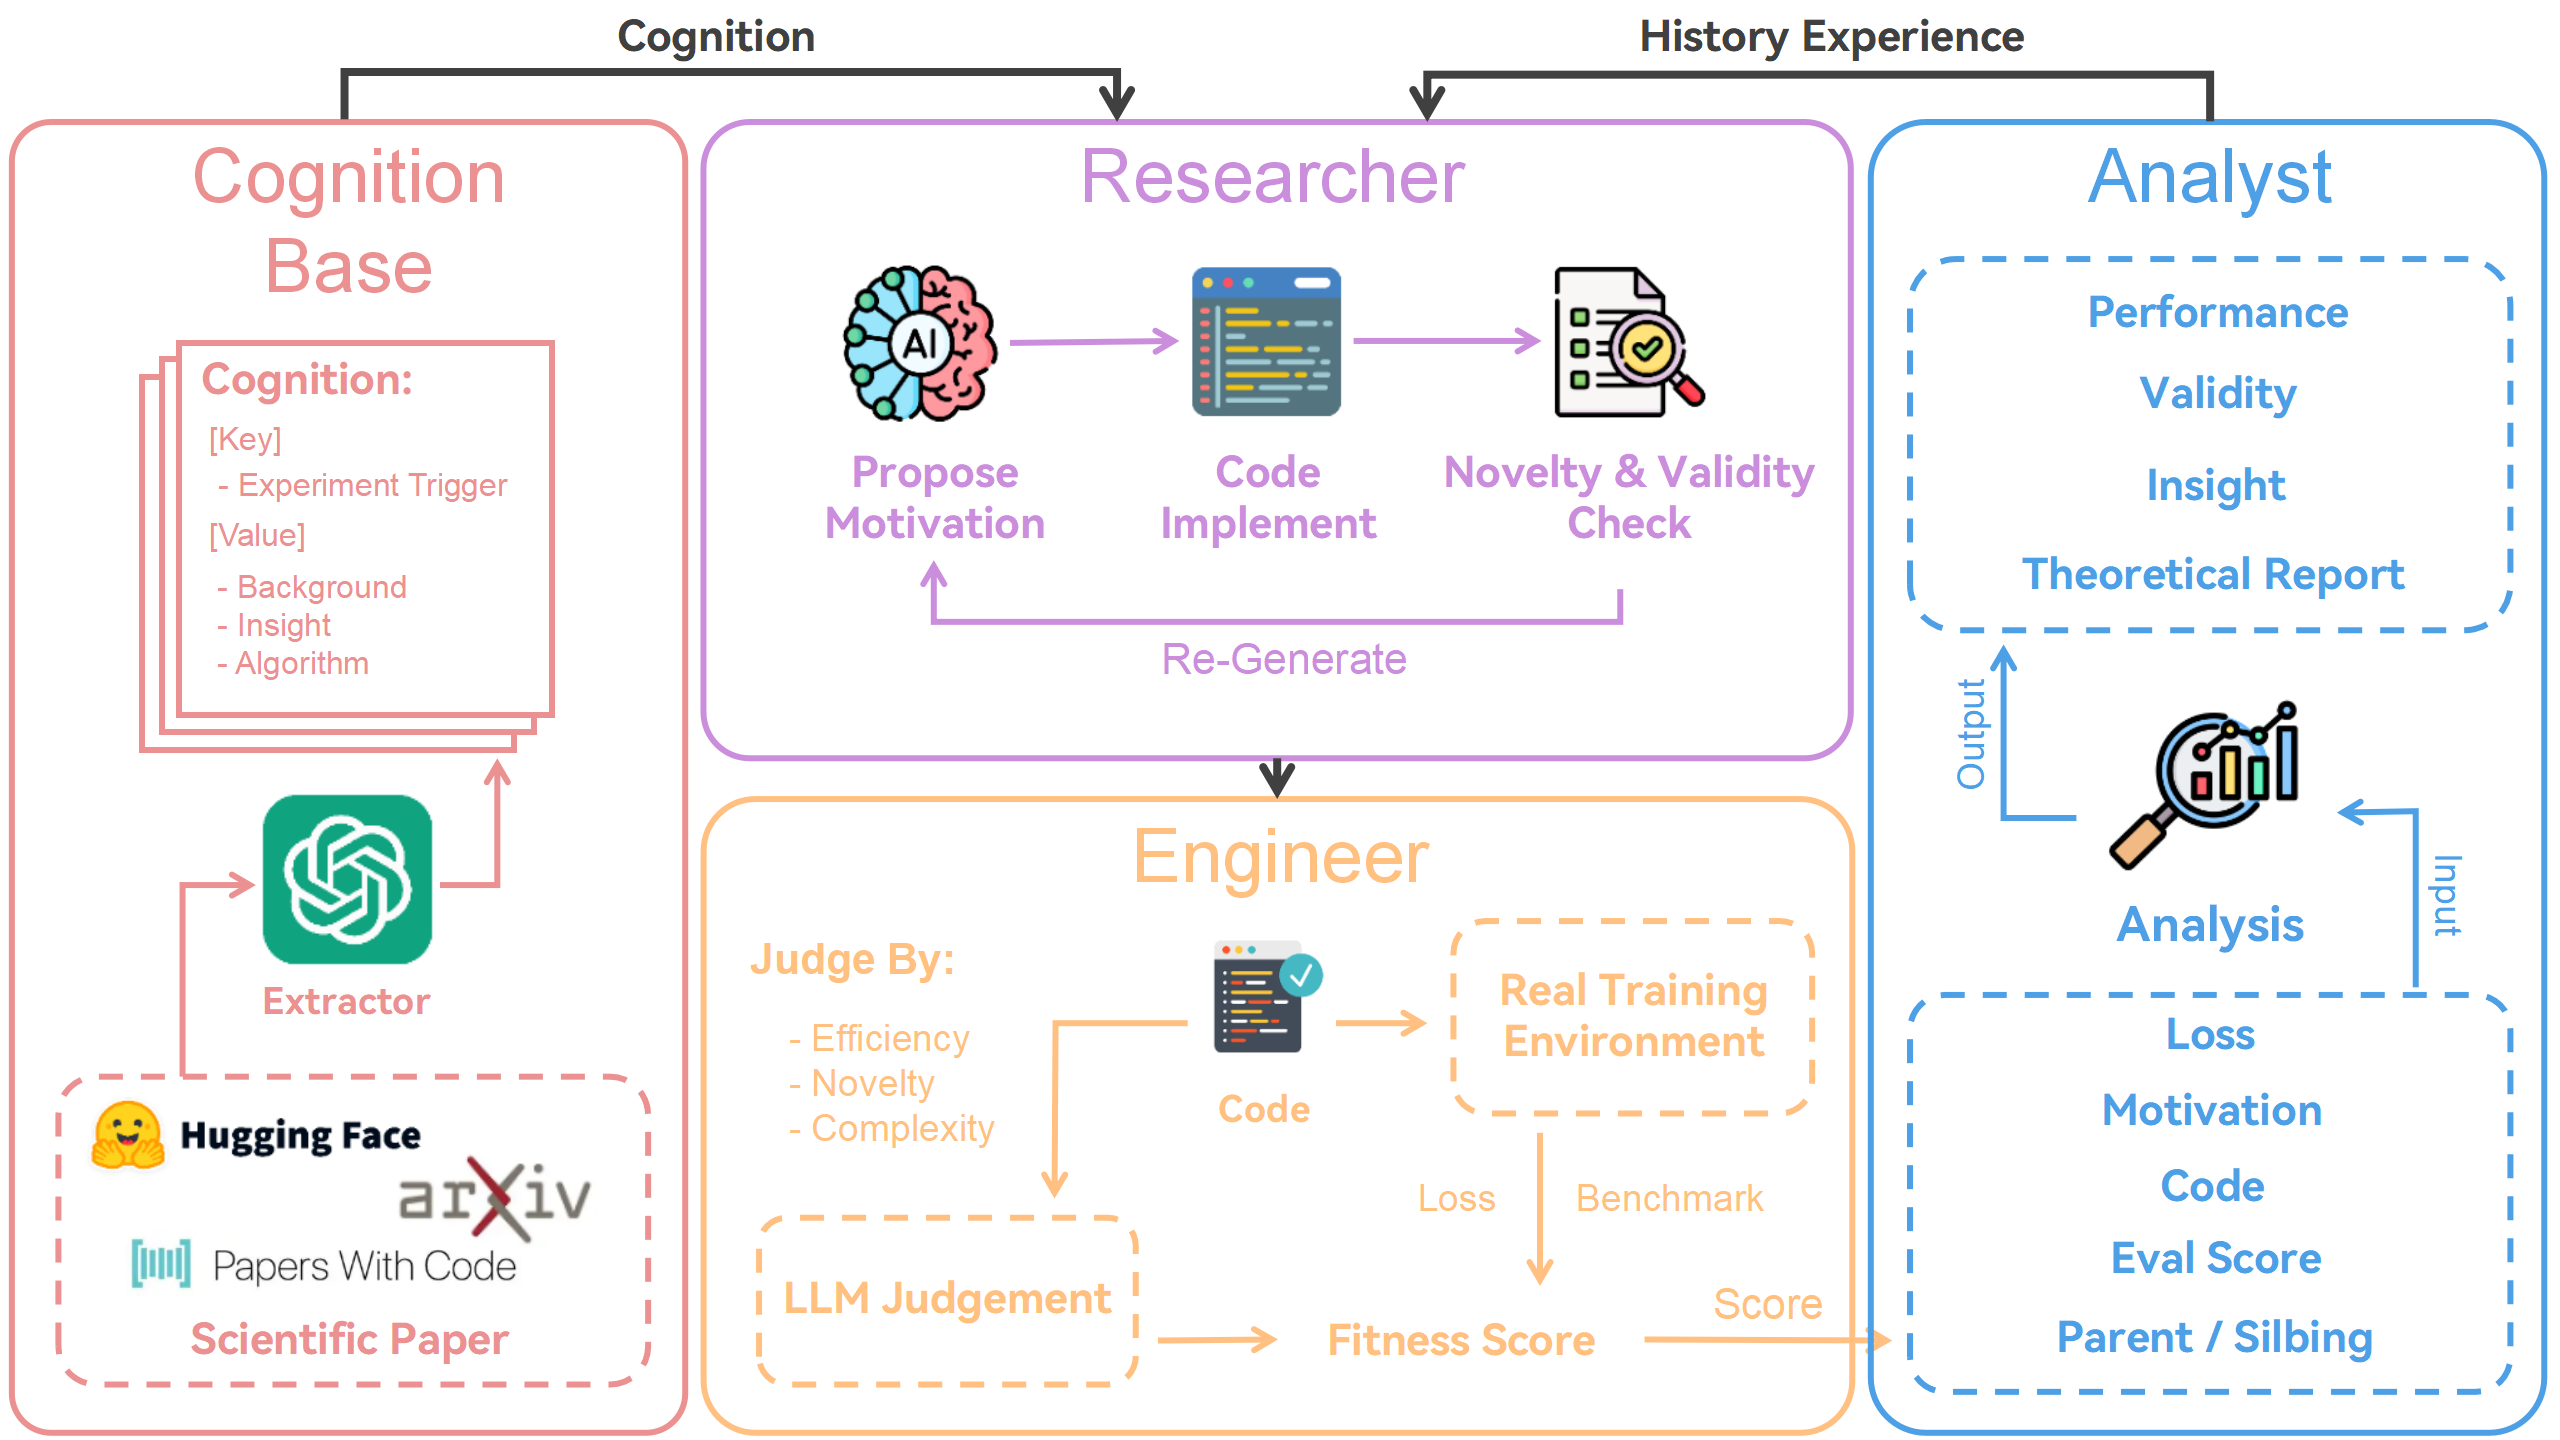 Cognition
History Experience
Cognition
Base
Cognition:
[Key]
- Experiment Trigger
[Value]
- Background
- Insight
- Algorithm
Extractor
Hugging Face
arXiv
Papers With Code
Scientific Paper
Researcher
AI
Propose
Motivation
Code
Implement
Novelty & Validity
Check
Re-Generate
Engineer
Judge By:
- Efficiency
- Novelty
- Complexity
Code
Real Training
Environment
Loss
Benchmark
LLM Judgement
Fitness Score
Score
Analyst
Performance
Validity
Insight
Theoretical Report
Output
Analysis
Input
Loss
Motivation
Code
Eval Score
Parent / Silbing